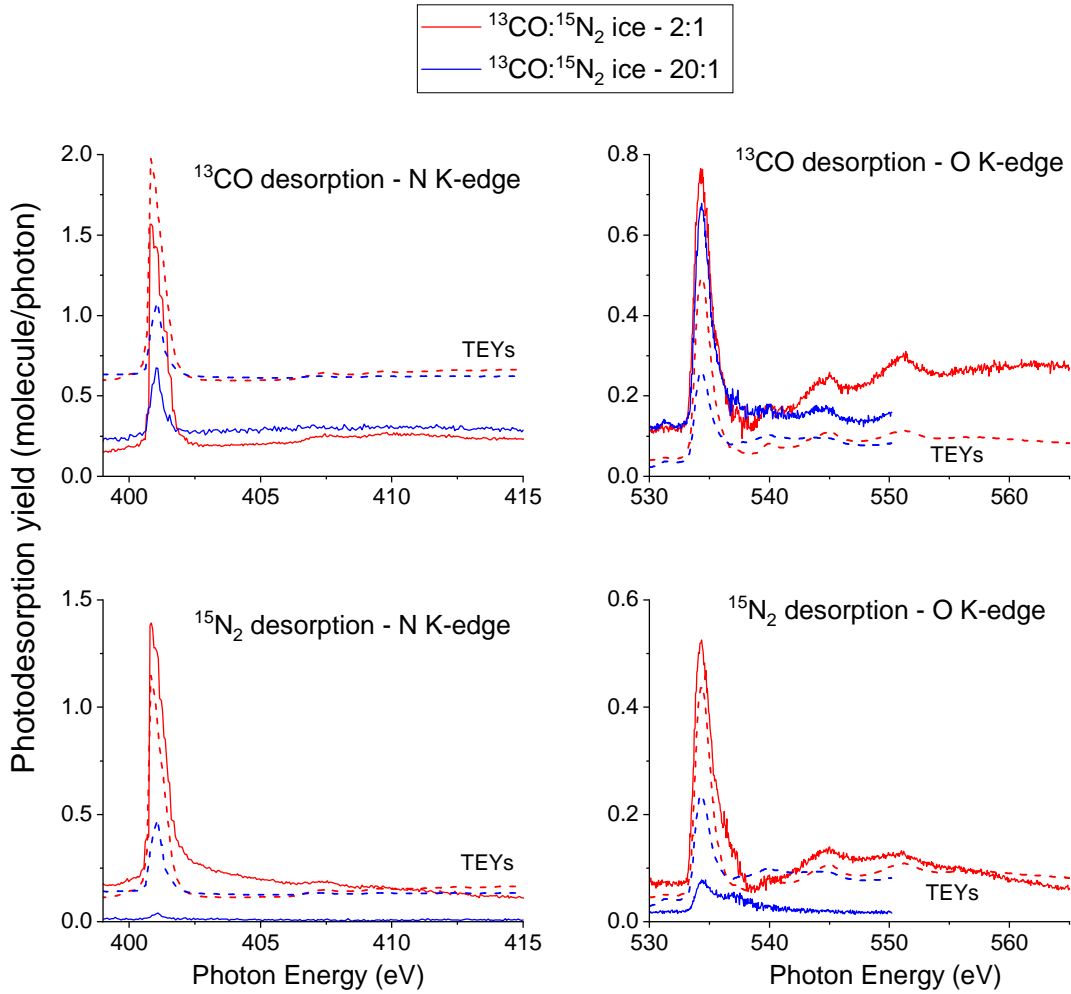 ¹³CO:¹⁵N₂ ice - 2:1
¹³CO:¹⁵N₂ ice - 20:1
Photodesorption yield (molecule/photon)
¹³CO desorption - N K-edge
TEYs
2.0
1.5
1.0
0.5
0.0
400 405 410 415
¹³CO desorption - O K-edge
TEYs
0.8
0.6
0.4
0.2
0.0
530 540 550 560
¹⁵N₂ desorption - N K-edge
TEYs
1.5
1.0
0.5
0.0
400 405 410 415
Photon Energy (eV)
¹⁵N₂ desorption - O K-edge
TEYs
0.6
0.4
0.2
0.0
530 540 550 560
Photon Energy (eV)